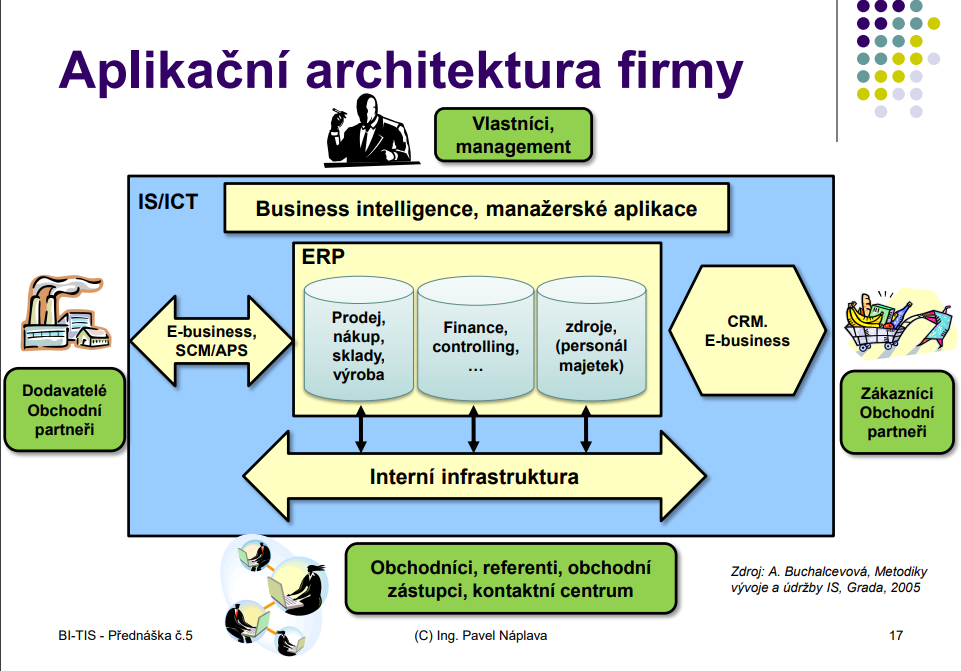 Aplikační architektura firmy
Vlastníci,
management
IS/ICT
Business intelligence, manažerské aplikace
ERP
Prodej,
nákup,
sklady,
výroba
Finance,
controlling,
…
zdroje,
(personál
majetek)
E-business,
SCM/APS
CRM.
E-business
Dodavatelé
Obchodní
partneři
Zákazníci
Obchodní
partneři
Interní infrastruktura
Obchodníci, referenti, obchodní
zástupci, kontaktní centrum
Zdroj: A. Buchalcevová, Metodiky
vývoje a údržby IS, Grada, 2005
BI-TIS - Přednáška č.5
(C) Ing. Pavel Náplava
17